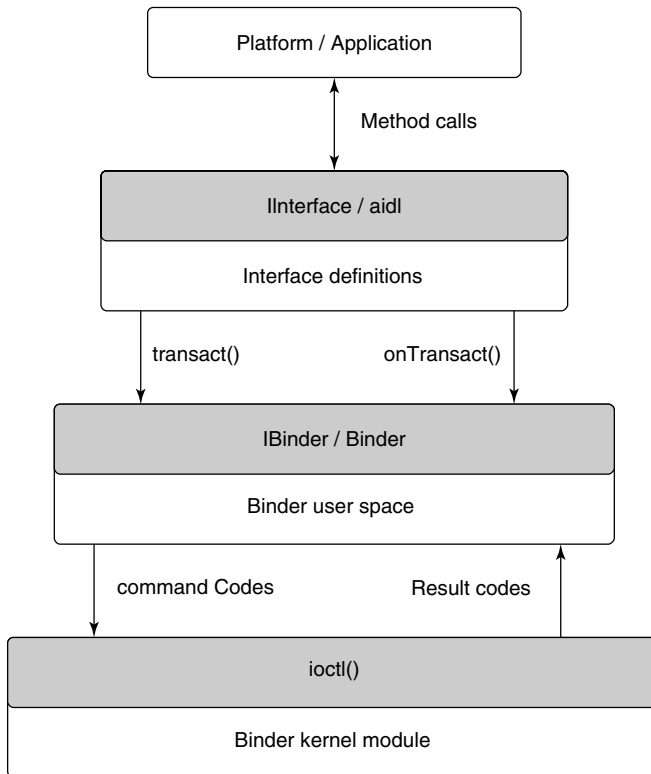 Platform / Application
Method calls
IInterface / aidl
Interface definitions
transact()
onTransact()
IBinder / Binder
Binder user space
command Codes
Result codes
ioctl()
Binder kernel module